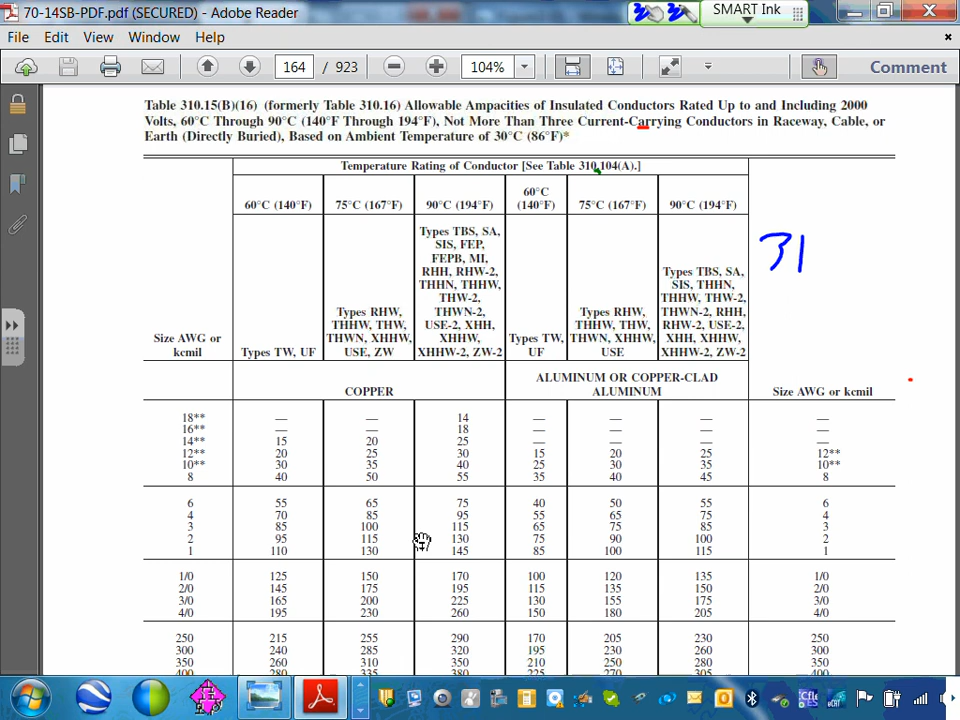 70-14SB-PDF.pdf (SECURED) - Adobe Reader
SMART Ink
File Edit View Window Help
164 / 923 104% Comment
Table 310.15(B)(16) (formerly Table 310.16) Allowable Ampacities of Insulated Conductors Rated Up to and Including 2000
Volts, 60°C Through 90°C (140°F Through 194°F), Not More Than Three Current-Carrying Conductors in Raceway, Cable, or
Earth (Directly Buried), Based on Ambient Temperature of 30°C (86°F)*
Temperature Rating of Conductor [See Table 310.104(A).]
60°C (140°F) 75°C (167°F) 90°C (194°F) 60°C
(140°F) 75°C (167°F) 90°C (194°F)
31
Size AWG or
kcmil
Types TW, UF
Types RHW,
THHW, THW,
THWN, XHHW,
USE, ZW
Types TBS, SA,
SIS, FEP,
FEPB, MI,
RHH, RHW-2,
THHN, THHW,
THW-2,
THWN-2,
USE-2, XHH,
XHHW,
XHHW-2, ZW-2
Types TW,
UF
Types RHW,
THHW, THW,
THWN, XHHW,
USE
Types TBS, SA,
SIS, THHN,
THHW, THW-2,
THWN-2, RHH,
RHW-2, USE-2,
XHH, XHHW,
XHHW-2, ZW-2
COPPER
ALUMINUM OR COPPER-CLAD
ALUMINUM
Size AWG or kcmil
18** — — 14 — — — —
16** — — 18 — — — —
14** 15 20 25 — — — —
12** 20 25 30 15 20 25 12**
10** 30 35 40 25 30 35 10**
8 40 50 55 35 40 45 8
6 55 65 75 40 50 55 6
4 70 85 95 55 65 75 4
3 85 100 115 65 75 85 3
2 95 115 130 75 90 100 2
1 110 130 145 85 100 115 1
1/0 125 150 170 100 120 135 1/0
2/0 145 175 195 115 135 150 2/0
3/0 165 200 225 130 155 175 3/0
4/0 195 230 260 150 180 205 4/0
250 215 255 290 170 205 230 250
300 240 285 320 195 230 260 300
350 260 310 350 210 250 280 350
400 280 335 380 225 270 305 400